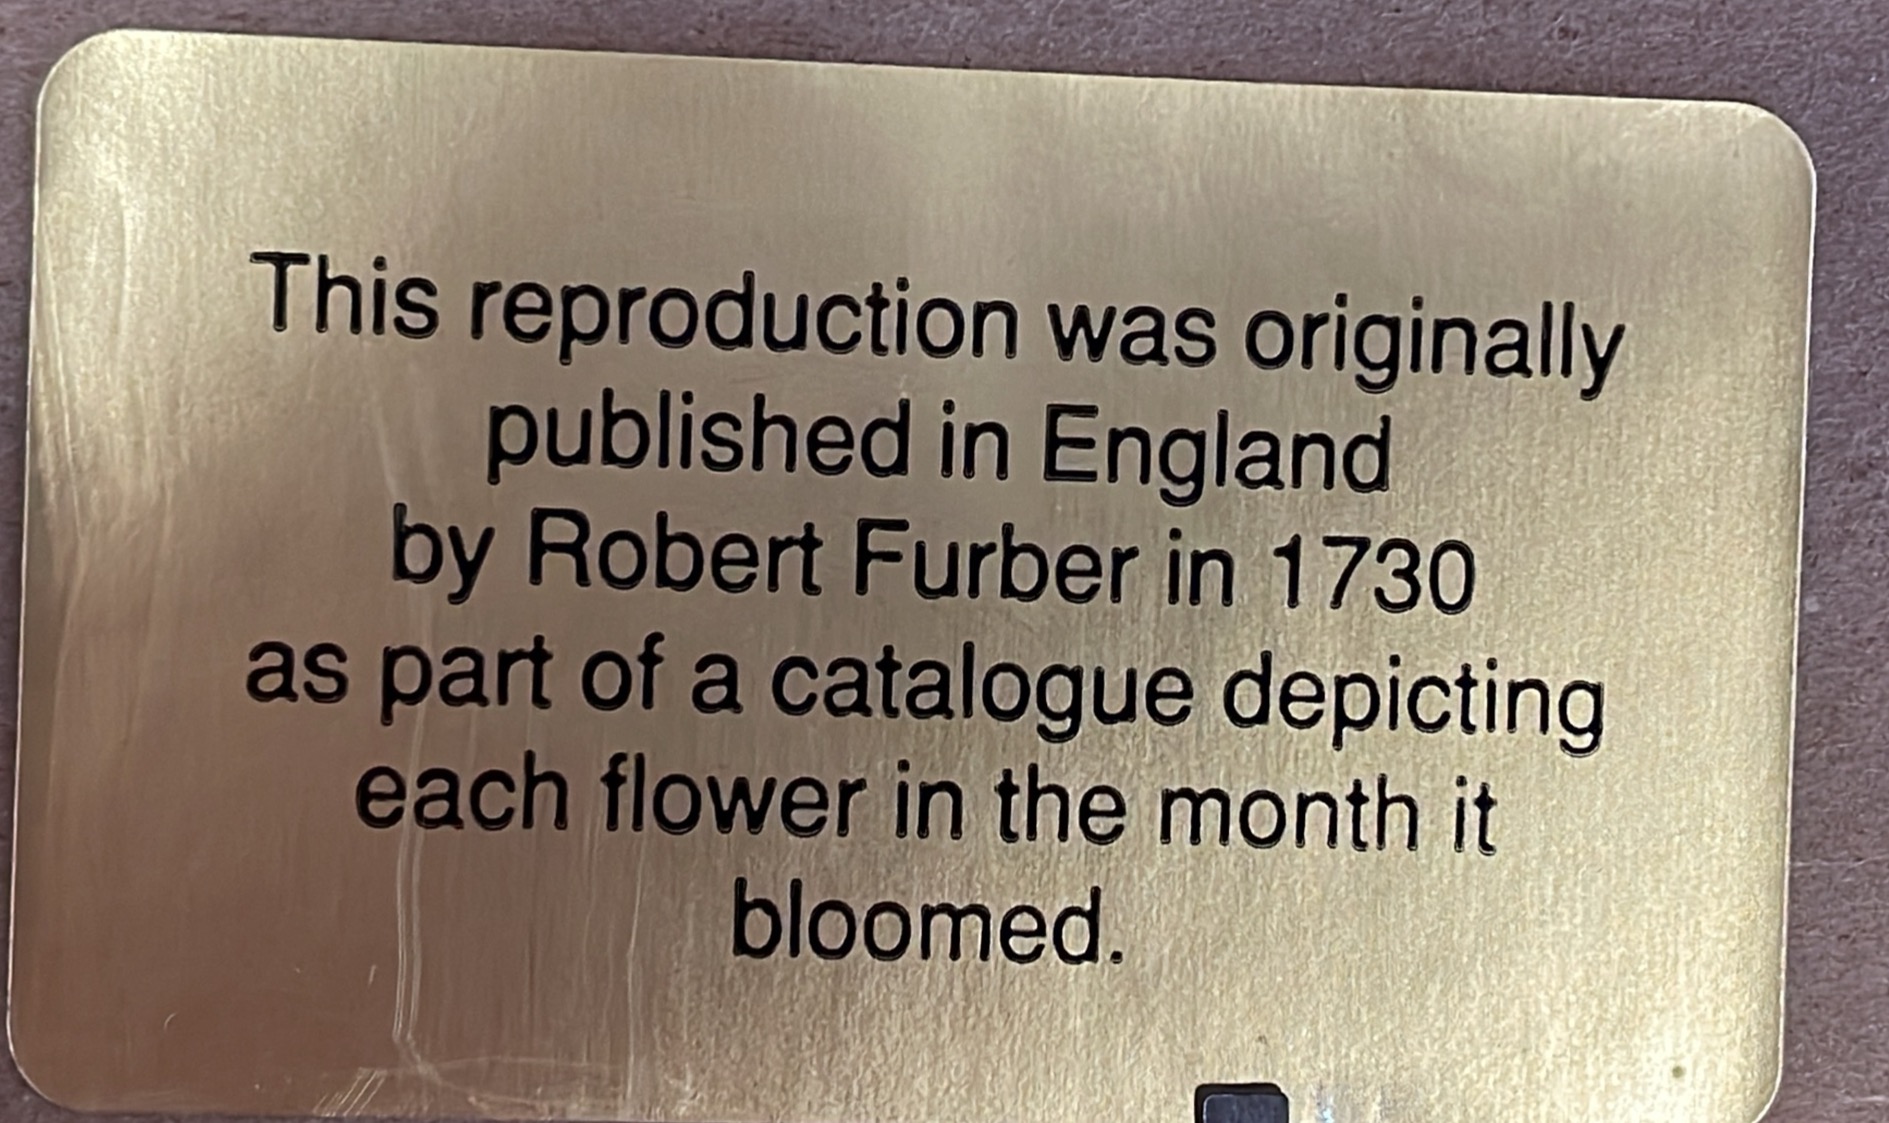 This reproduction was originally
published in England
by Robert Furber in 1730
as part of a catalogue depicting
each flower in the month it
bloomed.